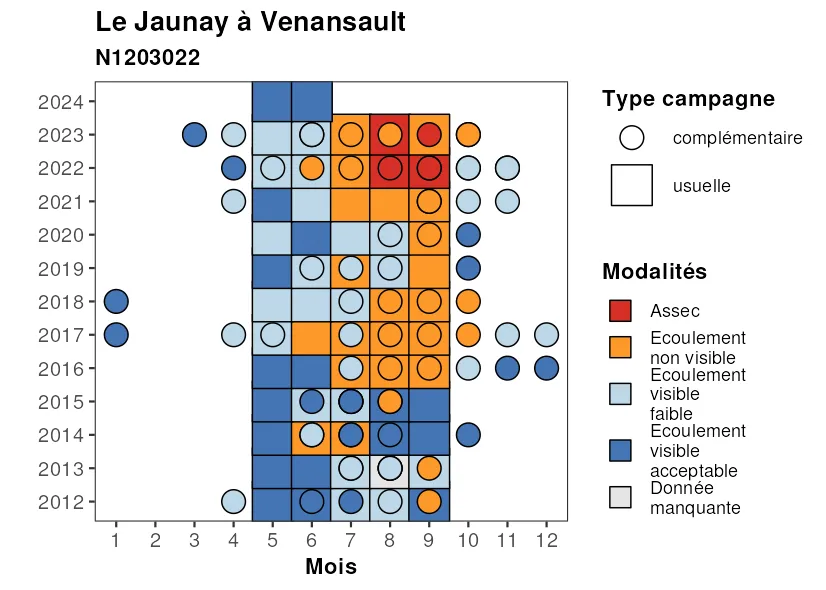 Le Jaunay à Venansault
N1203022
2024
2023
2022
2021
2020
2019
2018
2017
2016
2015
2014
2013
2012
1 2 3 4 5 6 7 8 9 10 11 12
Mois
Type campagne
complémentaire
usuelle
Modalités
Assec
Ecoulement
non visible
Ecoulement
visible
faible
Ecoulement
visible
acceptable
Donnée
manquante